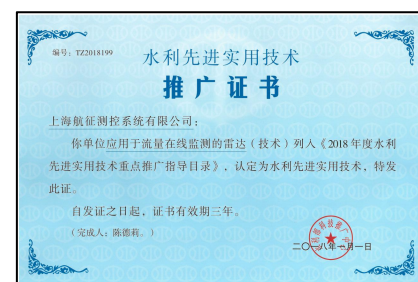 编号：TZ2018199
水利先进实用技术
推广证书
上海航征测控系统有限公司：
你单位应用于流量在线监测的雷达（技术）列入《2018年度水利
先进实用技术重点推广指导目录》，认定为水利先进实用技术，特发
此证。
自发证之日起，证书有效期三年。
（完成人：陈德莉。）
二〇一八年一月一日